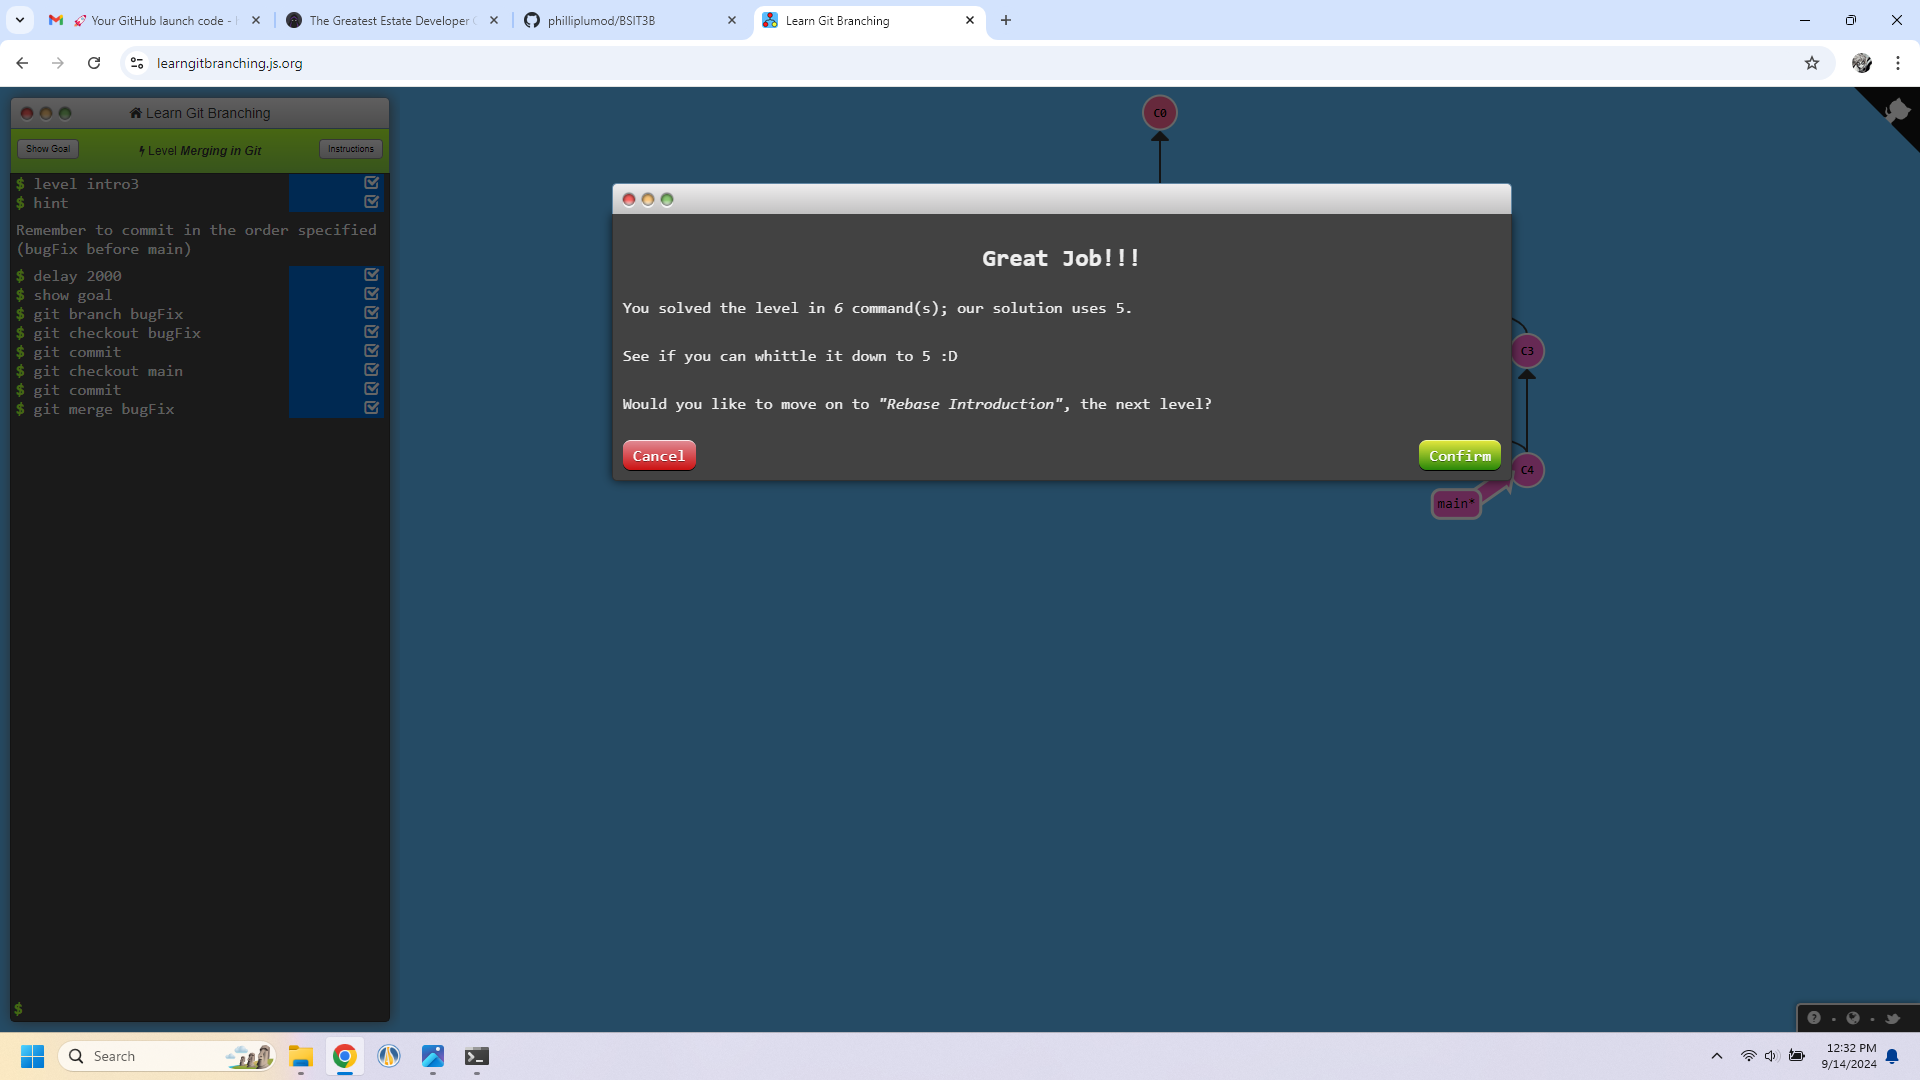 Your GitHub launch code -
The Greatest Estate Developer
philliplumod/BSIT3B
Learn Git Branching
learngitbranching.js.org
Learn Git Branching
Show Goal
Level Merging in Git
Instructions
$ level intro3
$ hint
Remember to commit in the order specified
(bugFix before main)
$ delay 2000
$ show goal
$ git branch bugFix
$ git checkout bugFix
$ git commit
$ git checkout main
$ git commit
$ git merge bugFix
$
C0
Great Job!!!
You solved the level in 6 command(s); our solution uses 5.
See if you can whittle it down to 5 :D
Would you like to move on to "Rebase Introduction", the next level?
Cancel
Confirm
C3
C4
main*
Search
12:32 PM
9/14/2024